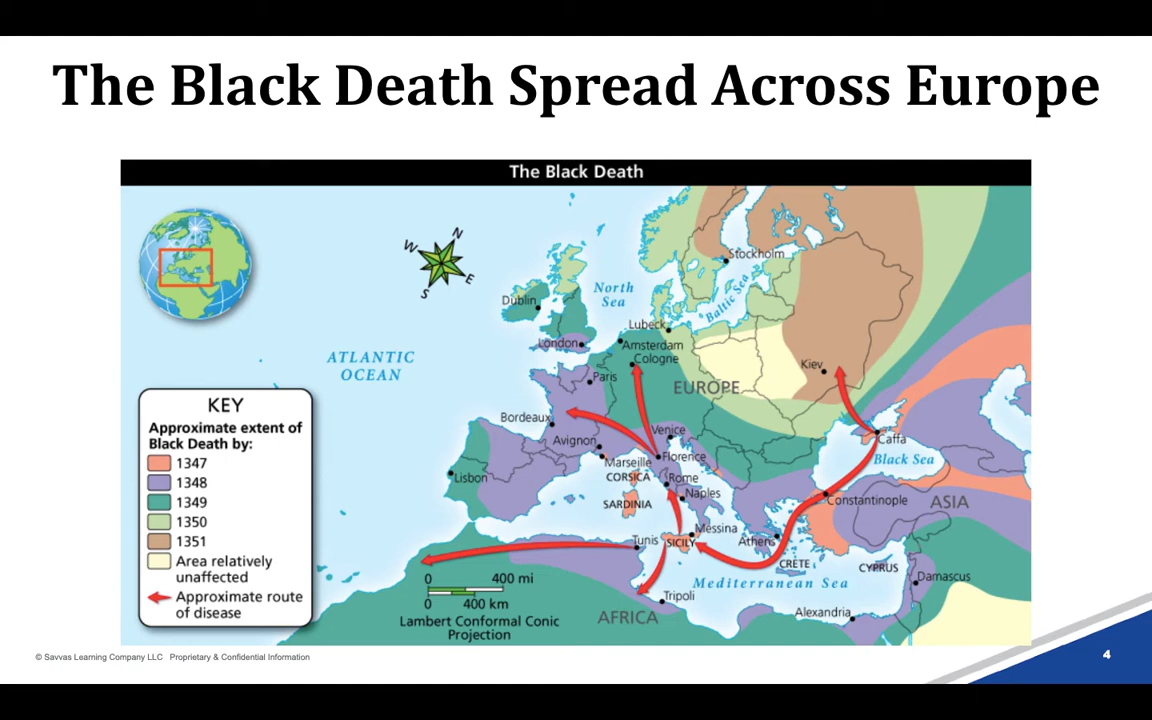 The Black Death Spread Across Europe
The Black Death
N
W
E
S
Stockholm
North
Sea
Baltic Sea
Dublin
Lubeck
London
Amsterdam
Cologne
ATLANTIC
OCEAN
Kiev
Paris
EUROPE
KEY
Approximate extent of
Black Death by:
1347
1348
1349
1350
1351
Area relatively
unaffected
Approximate route
of disease
Bordeaux
Venice
Avignon
Caffa
Marseille
Florence
Black Sea
CORSICA
Rome
Lisbon
Naples
Constantinople
ASIA
SARDINIA
Messina
Tunis
SICILY
Athens
CRETE
CYPRUS
Damascus
Mediterranean Sea
0 400 mi
0 400 km
Tripoli
Alexandria
AFRICA
Lambert Conformal Conic
Projection
© Savvas Learning Company LLC Proprietary & Confidential Information
4